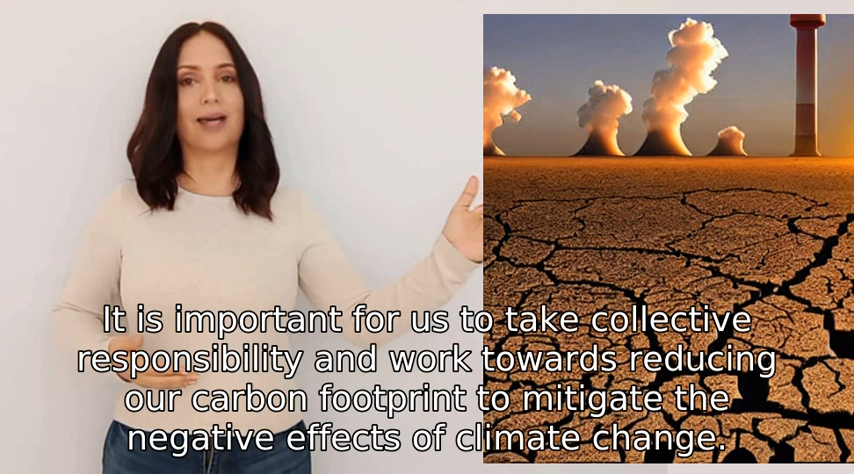 It is important for us to take collective
responsibility and work towards reducing
our carbon footprint to mitigate the
negative effects of climate change.